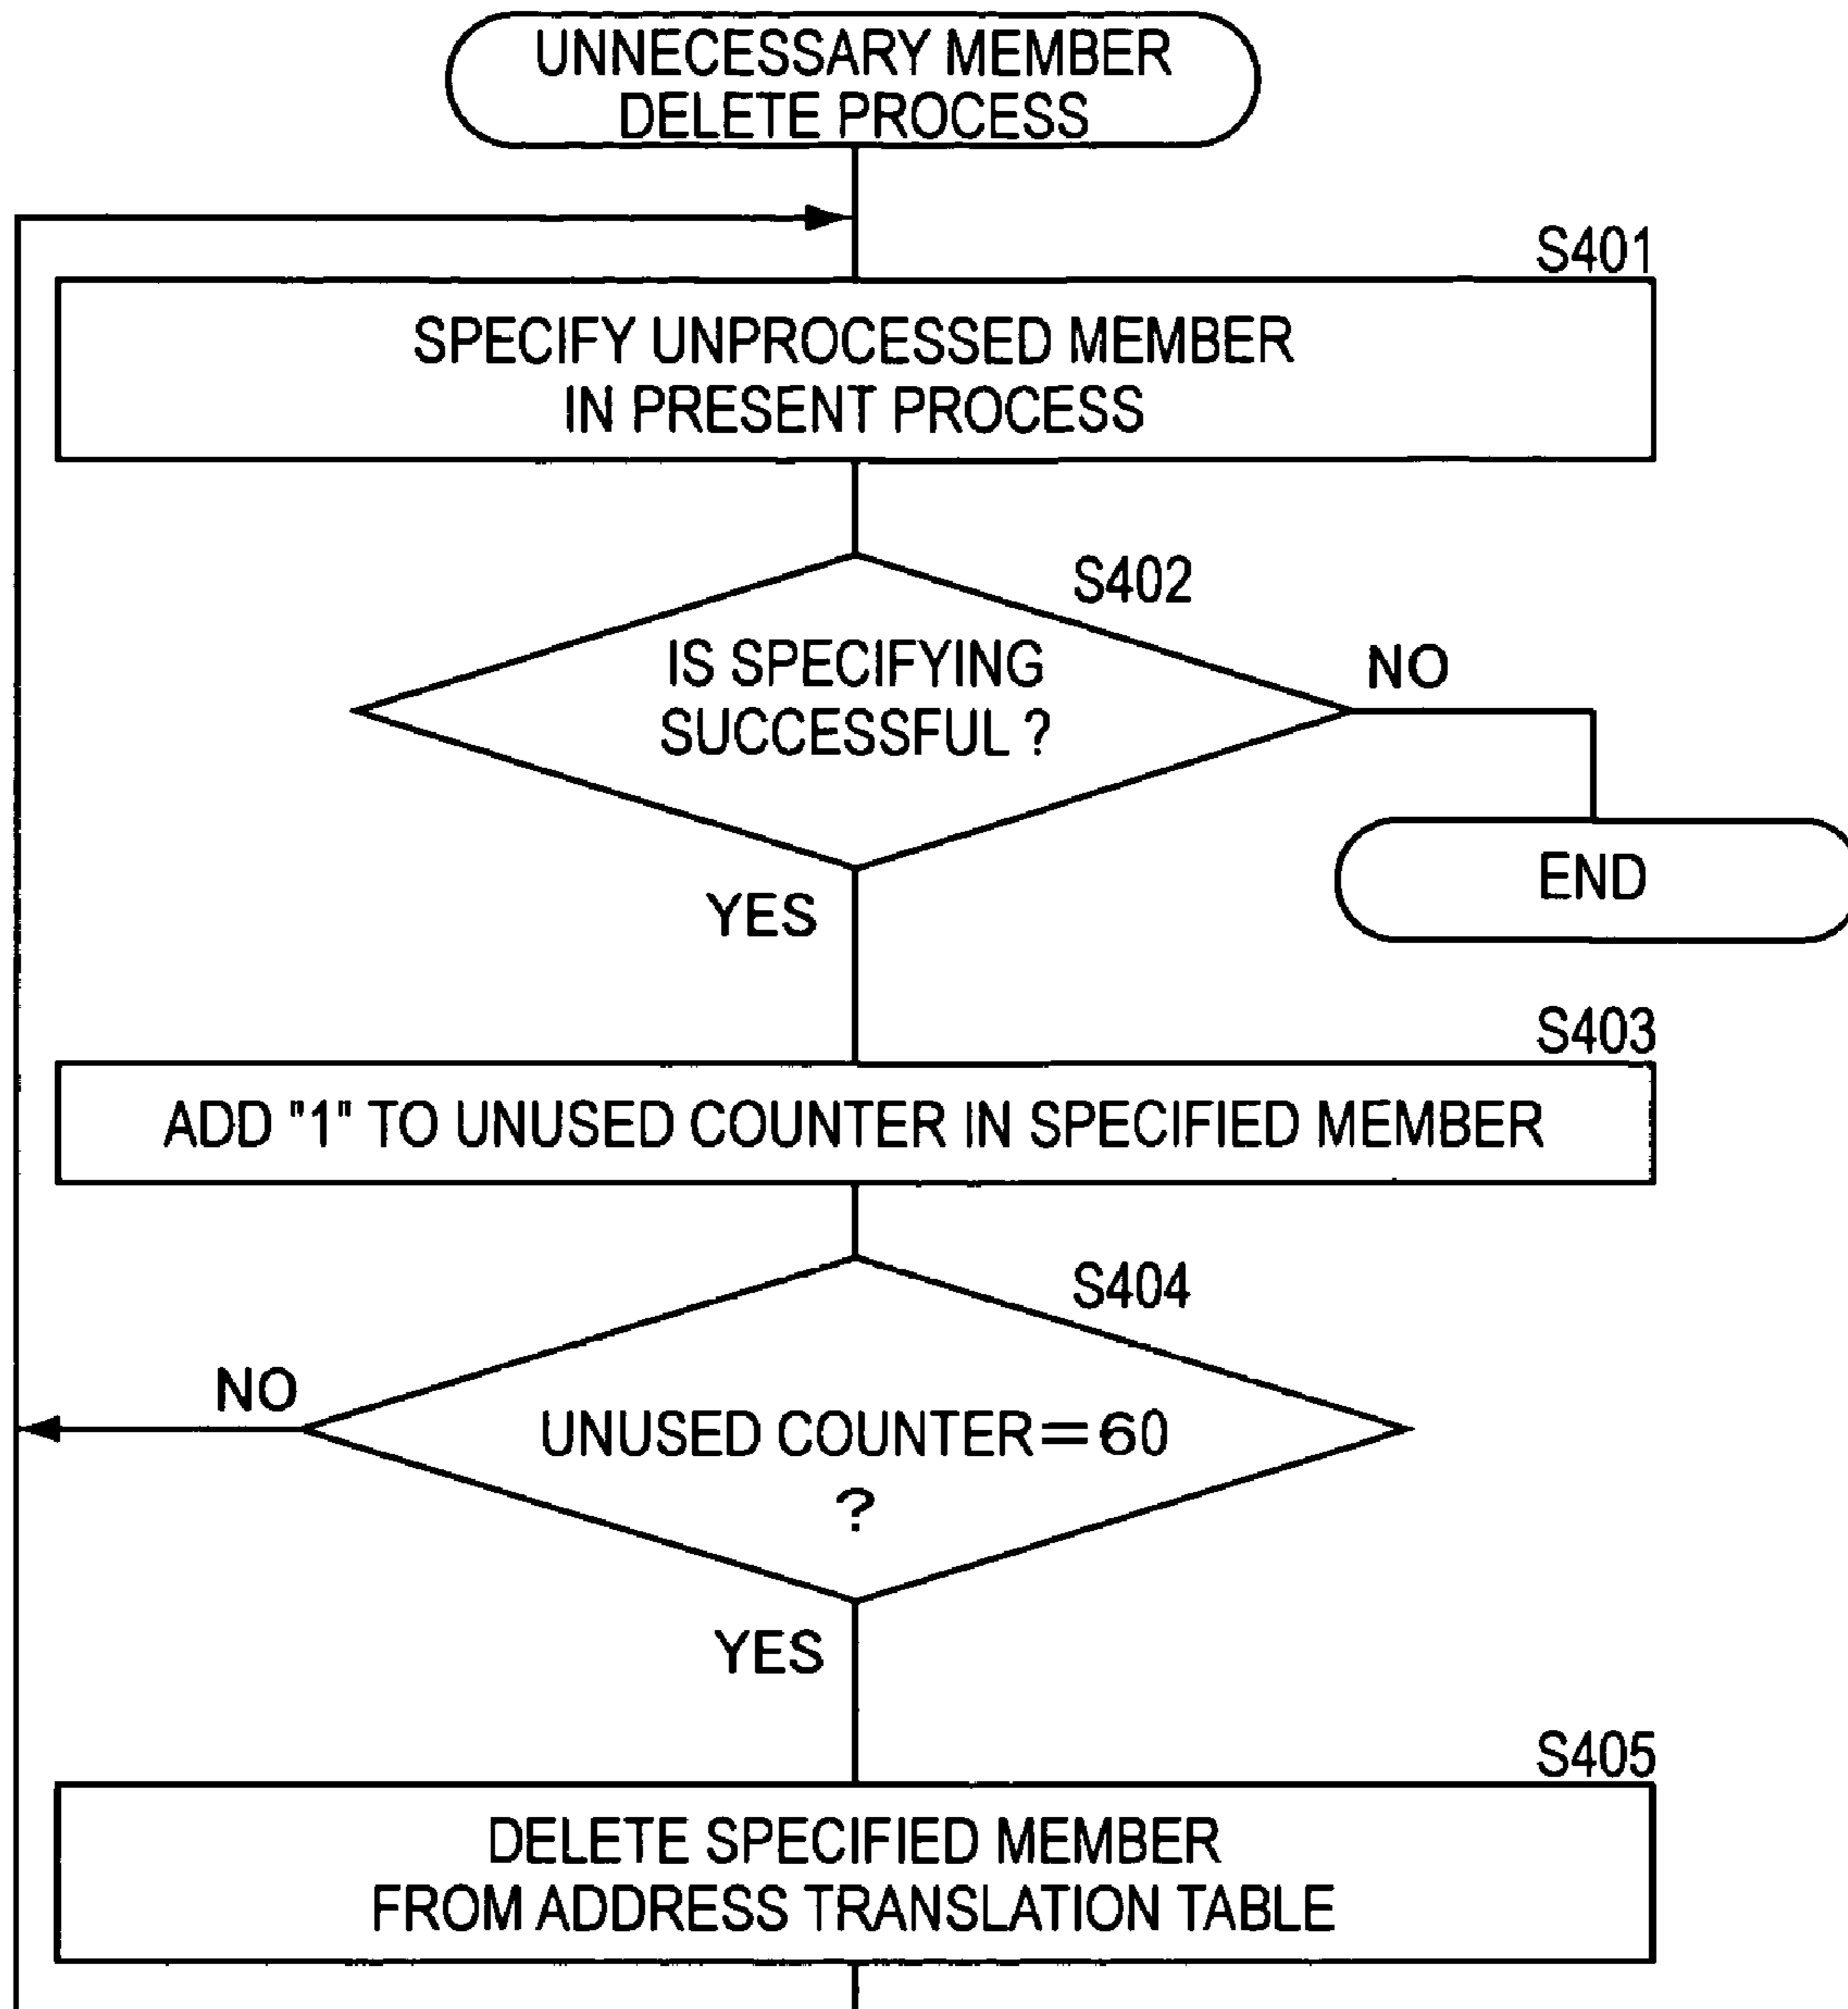 UNNECESSARY MEMBER
DELETE PROCESS
S401
SPECIFY UNPROCESSED MEMBER
IN PRESENT PROCESS
S402
IS SPECIFYING
SUCCESSFUL ?
NO
END
YES
S403
ADD "1" TO UNUSED COUNTER IN SPECIFIED MEMBER
S404
NO
UNUSED COUNTER=60
?
YES
S405
DELETE SPECIFIED MEMBER
FROM ADDRESS TRANSLATION TABLE